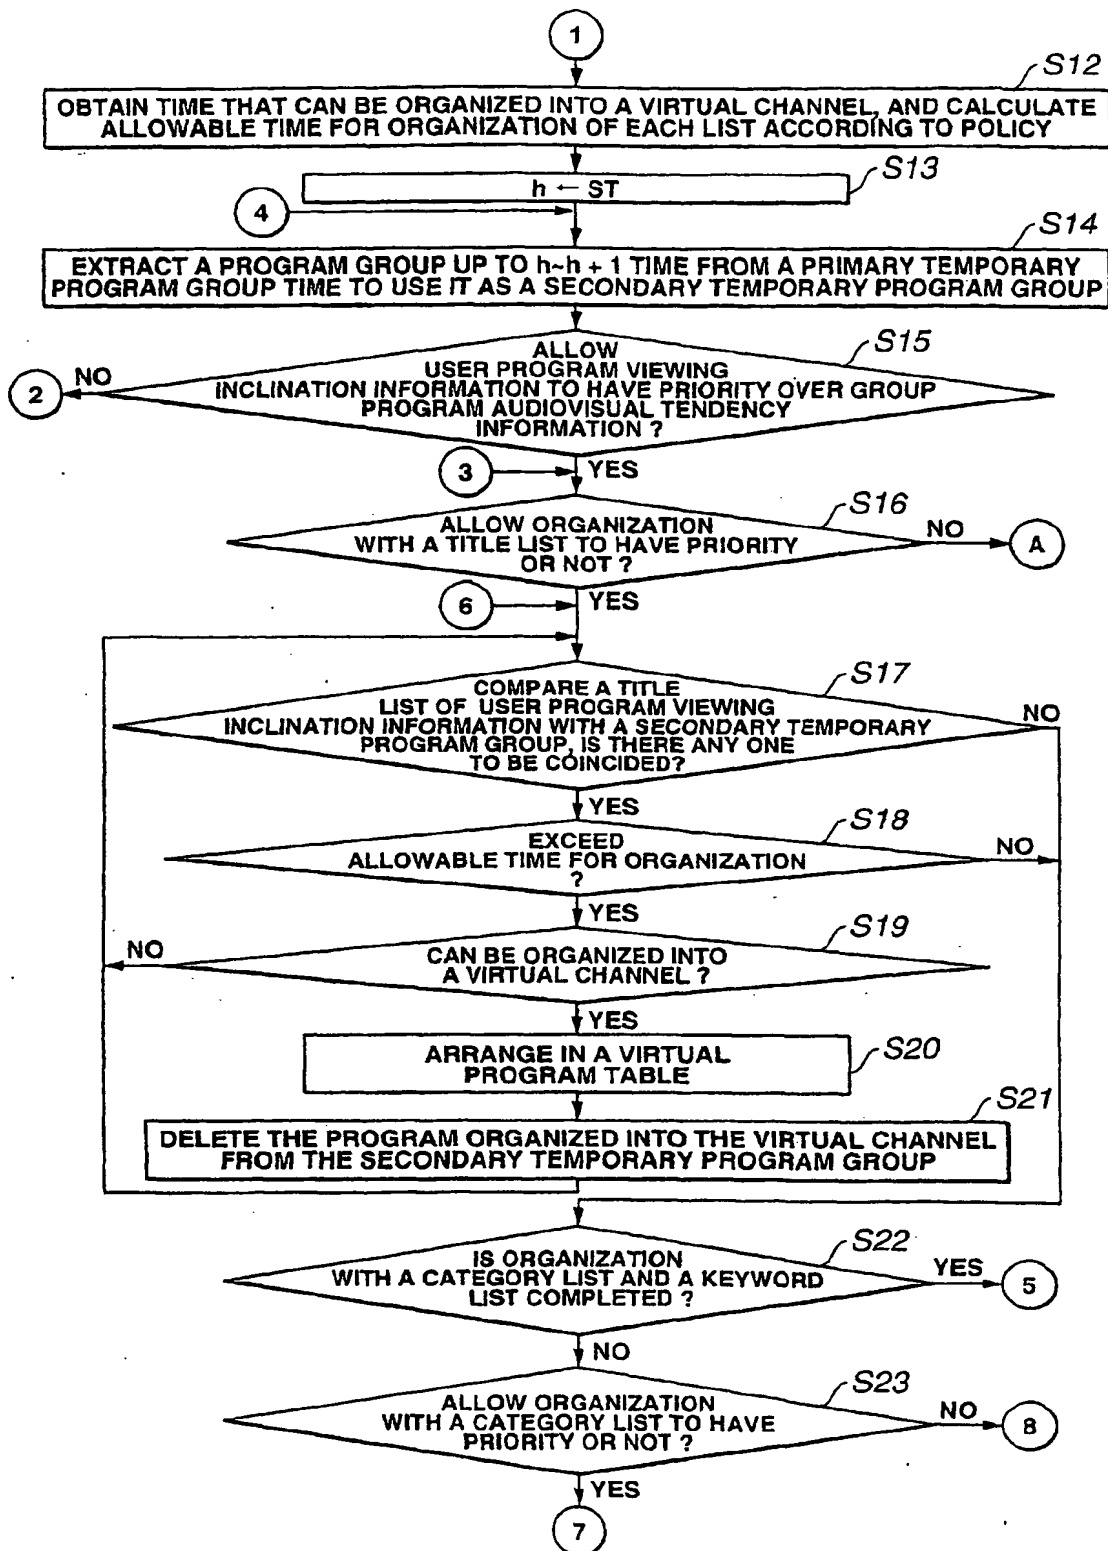 1
S12
OBTAIN TIME THAT CAN BE ORGANIZED INTO A VIRTUAL CHANNEL, AND CALCULATE
ALLOWABLE TIME FOR ORGANIZATION OF EACH LIST ACCORDING TO POLICY
S13
h ← ST
4
S14
EXTRACT A PROGRAM GROUP UP TO h~h + 1 TIME FROM A PRIMARY TEMPORARY
PROGRAM GROUP TIME TO USE IT AS A SECONDARY TEMPORARY PROGRAM GROUP
S15
ALLOW
USER PROGRAM VIEWING
INCLINATION INFORMATION TO HAVE PRIORITY OVER GROUP
PROGRAM AUDIOVISUAL TENDENCY
INFORMATION ?
NO
2
YES
3
S16
ALLOW ORGANIZATION
WITH A TITLE LIST TO HAVE PRIORITY
OR NOT ?
NO
A
YES
6
S17
COMPARE A TITLE
LIST OF USER PROGRAM VIEWING
INCLINATION INFORMATION WITH A SECONDARY TEMPORARY
PROGRAM GROUP, IS THERE ANY ONE
TO BE COINCIDED?
NO
YES
S18
EXCEED
ALLOWABLE TIME FOR ORGANIZATION
?
NO
YES
S19
CAN BE ORGANIZED INTO
A VIRTUAL CHANNEL ?
NO
YES
S20
ARRANGE IN A VIRTUAL
PROGRAM TABLE
S21
DELETE THE PROGRAM ORGANIZED INTO THE VIRTUAL CHANNEL
FROM THE SECONDARY TEMPORARY PROGRAM GROUP
S22
IS ORGANIZATION
WITH A CATEGORY LIST AND A KEYWORD
LIST COMPLETED ?
YES
5
NO
S23
ALLOW ORGANIZATION
WITH A CATEGORY LIST TO HAVE
PRIORITY OR NOT ?
NO
8
YES
7